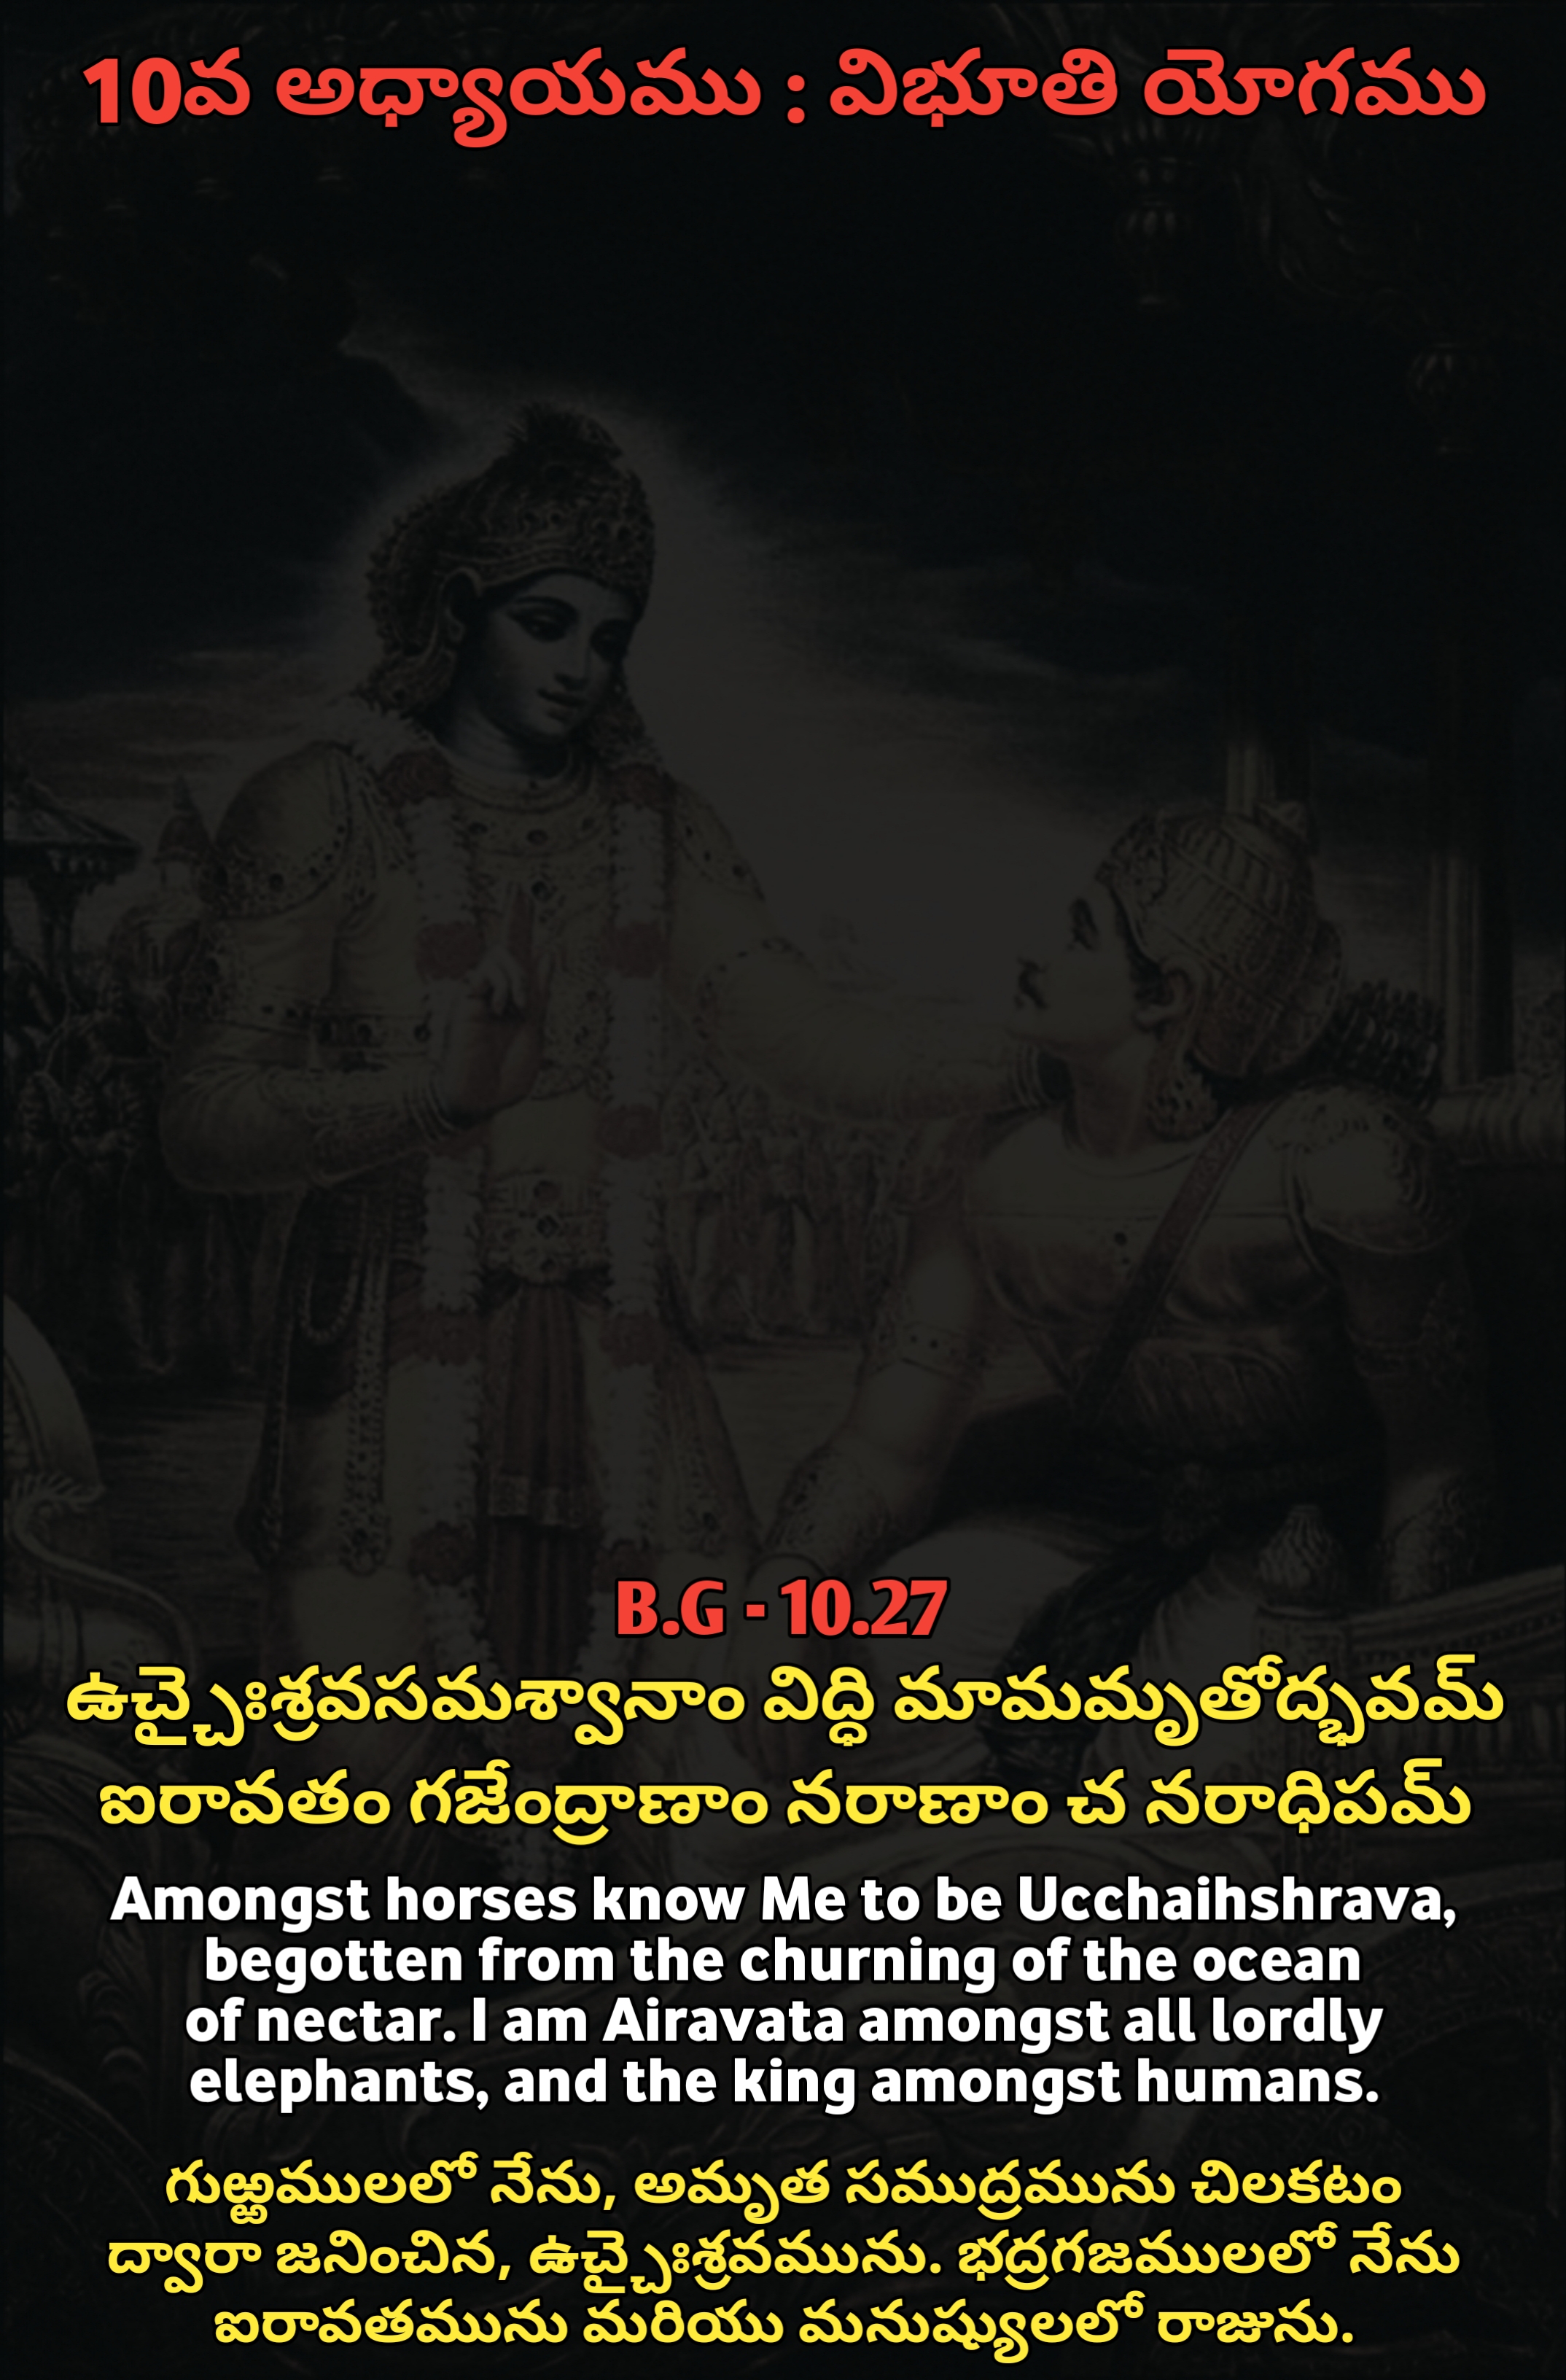 10వ అధ్యాయము : విభూతి యోగము
B.G - 10.27
ఉచ్చైఃశ్రవసమశ్వానాం విద్ధి మామమృతోద్భవమ్
ఐరావతం గజేంద్రాణాం నరాణాం చ నరాధిపమ్
Amongst horses know Me to be Ucchaihshrava,
begotten from the churning of the ocean
of nectar. I am Airavata amongst all lordly
elephants, and the king amongst humans.
గుఱ్ఱములలో నేను, అమృత సముద్రమును చిలకటం
ద్వారా జనించిన, ఉచ్చైఃశ్రవమును. భద్రగజములలో నేను
ఐరావతమును మరియు మనుష్యులలో రాజును.